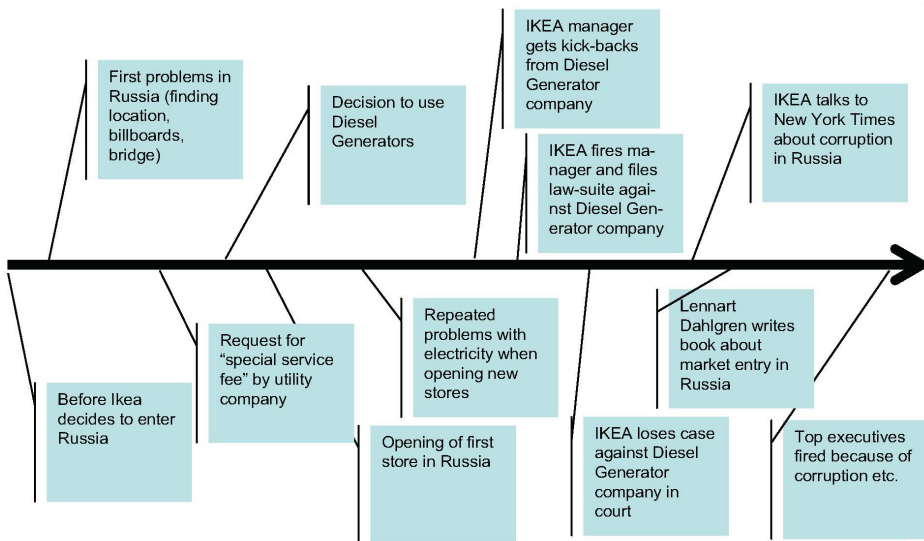 First problems in
Russia (finding
location,
billboards,
bridge)
Decision to use
Diesel
Generators
IKEA manager
gets kick-backs
from Diesel
Generator
company
IKEA fires ma-
nager and files
law-suite agai-
nst Diesel Gen-
erator company
IKEA talks to
New York Times
about corruption
in Russia
Before Ikea
decides to enter
Russia
Request for
“special service
fee” by utility
company
Opening of first
store in Russia
Repeated
problems with
electricity when
opening new
stores
IKEA loses case
against Diesel
Generator
company in
court
Lennart
Dahlgren writes
book about
market entry in
Russia
Top executives
fired because of
corruption etc.